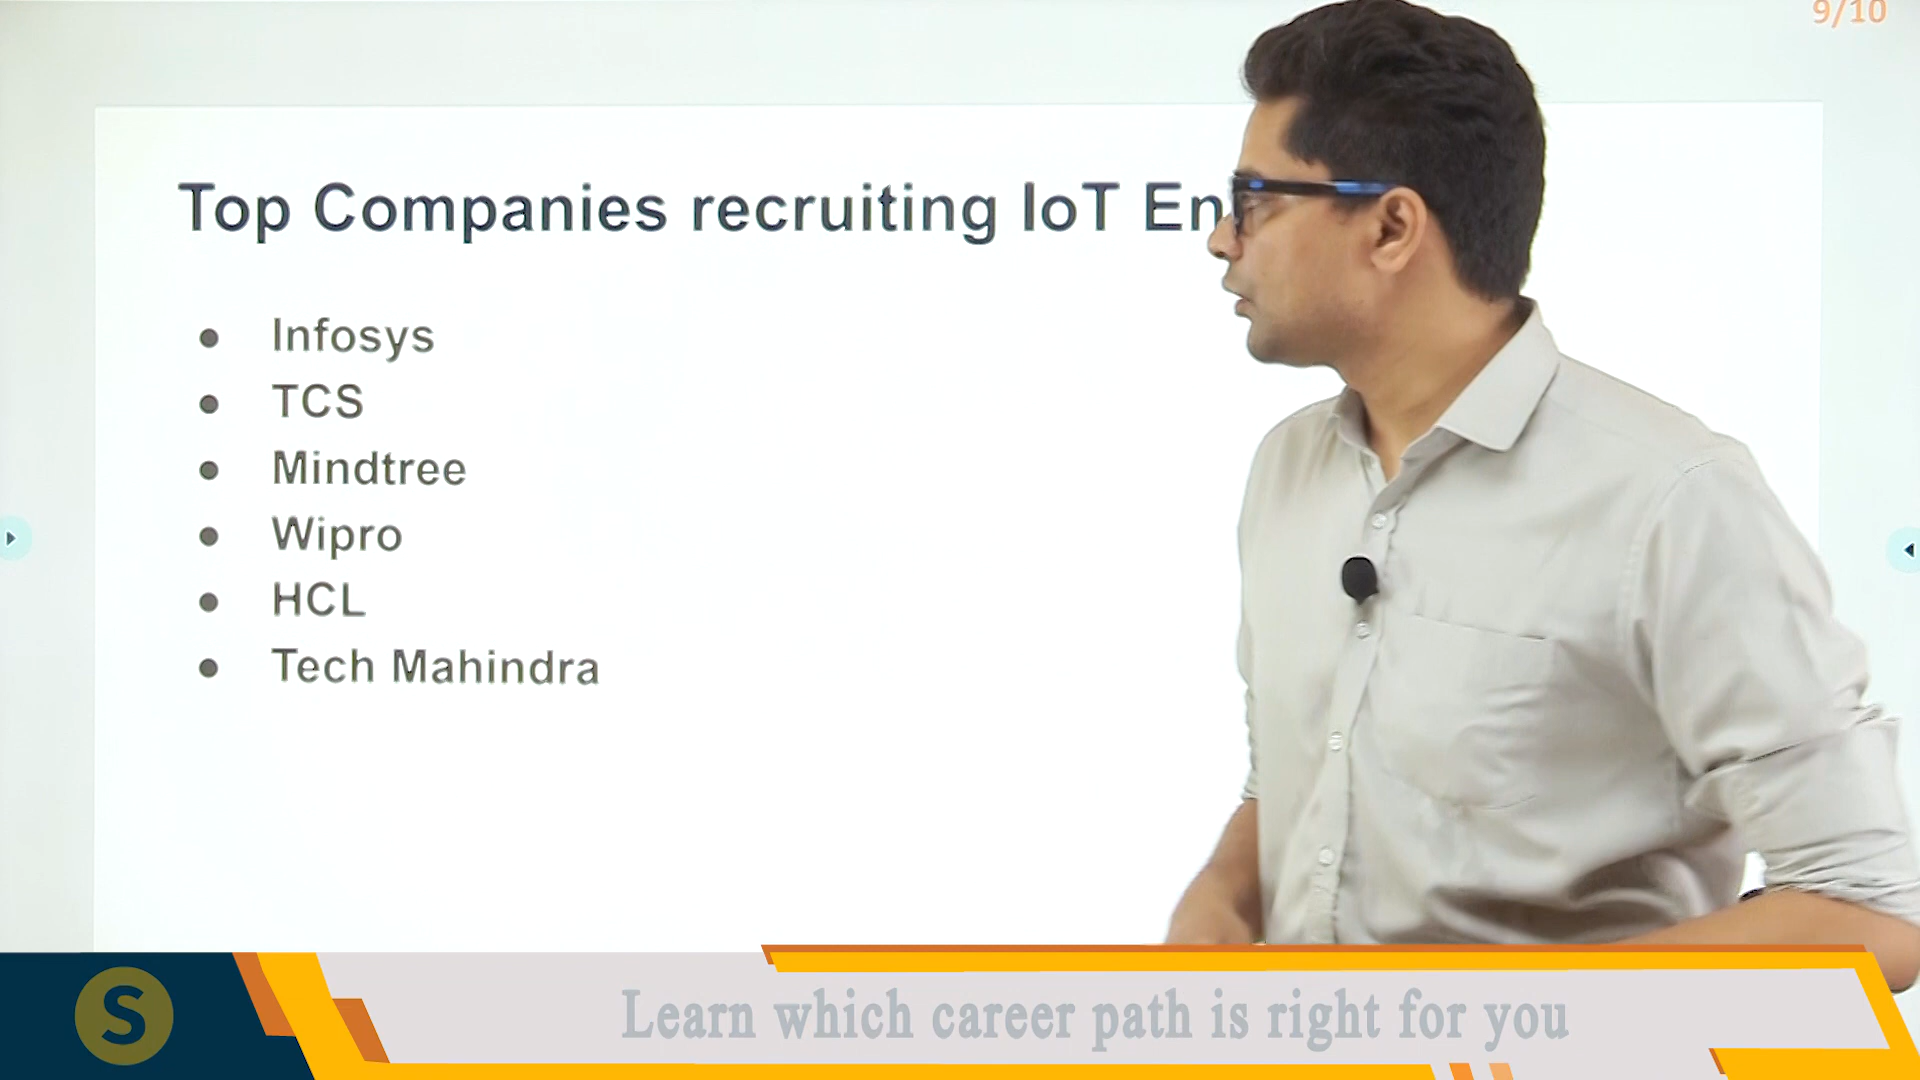 9/10
Top Companies recruiting IoT En
Infosys
TCS
Mindtree
Wipro
HCL
Tech Mahindra
S
Learn which career path is right for you